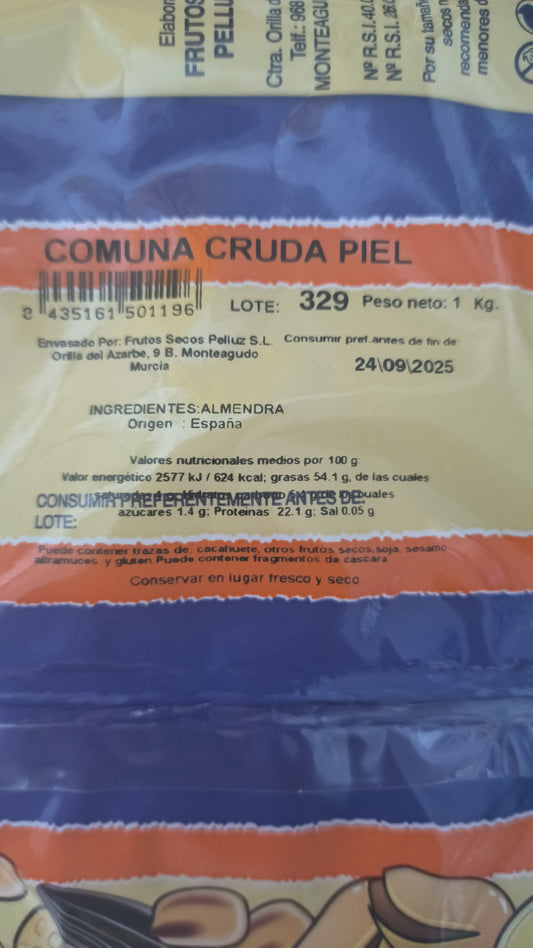 Elabor
FRUTOS
PELLU
Ctra. Orilla d
Telf.: 968
MONTEAGU
Nº R.S.I. 40.0
Nº R.S.I. 26.0
Por su tamaño
secos n
recomenda
menores d
COMUNA CRUDA PIEL
8 435161 501196
LOTE: 329 Peso neto: 1 Kg.
Envasado Por: Frutos Secos Pelluz S.L.
Orilla del Azarbe, 9 B. Monteagudo
Murcia
Consumir pref.antes de fin de:
24\09\2025
INGREDIENTES:ALMENDRA
Origen : España
Valores nutricionales medios por 100 g:
Valor energético 2577 kJ / 624 kcal; grasas 54.1 g, de las cuales
CONSUMIR PREFERENTEMENTE ANTES DE:
azucares 1.4 g; Proteinas 22.1 g; Sal 0.05 g
LOTE:
Puede contener trazas de: cacahuete, otros frutos secos,soja, sesamo
altramuces y gluten.Puede contener fragmentos de cascara
Conservar en lugar fresco y seco